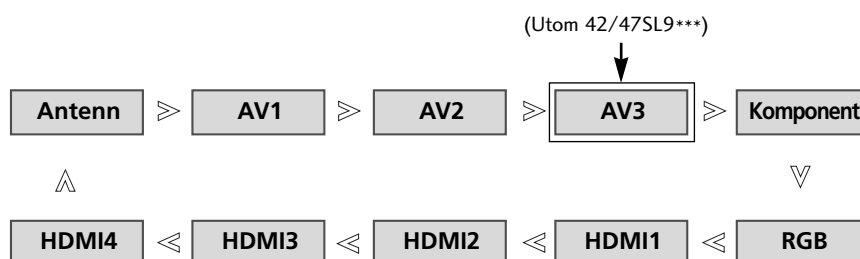 (Utom 42/47SL9***)
Antenn
AV1
AV2
AV3
Komponent
HDMI4
HDMI3
HDMI2
HDMI1
RGB